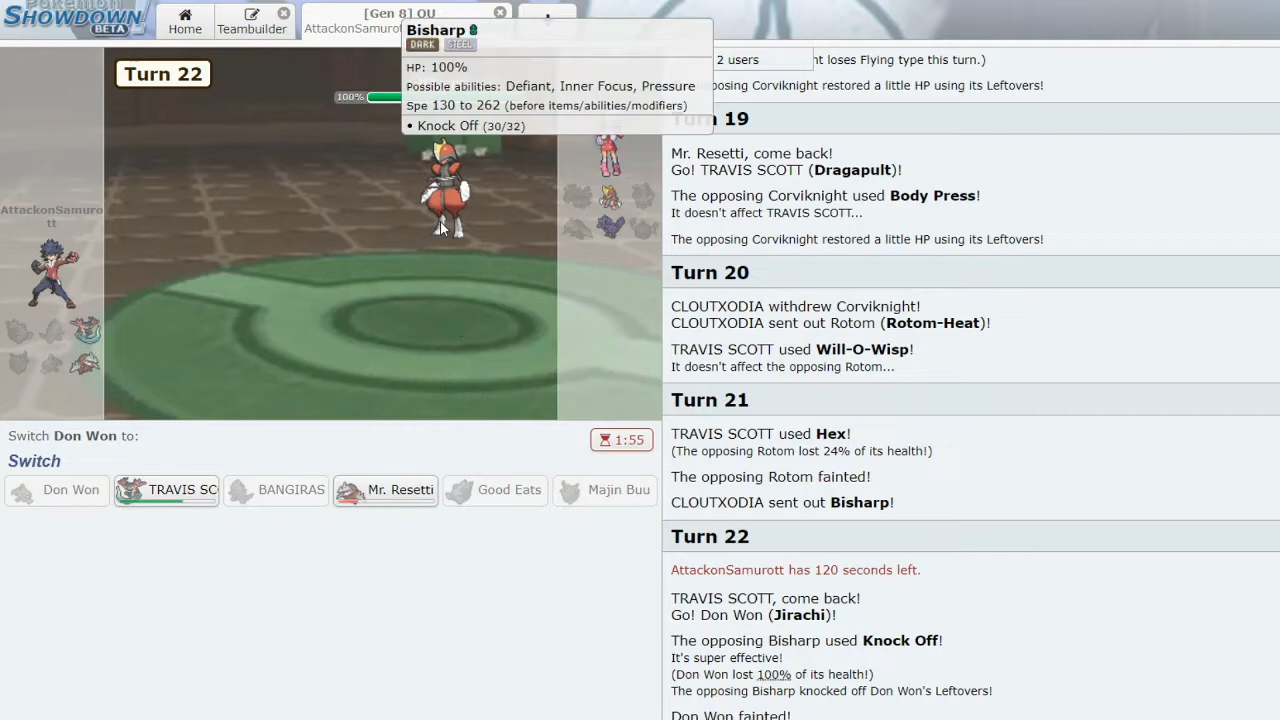 Pokémon
SHOWDOWN
BETA
Home
Teambuilder
[Gen 8] OU
AttackonSamurott
Bisharp
DARK STEEL
HP: 100%
Possible abilities: Defiant, Inner Focus, Pressure
Spe 130 to 262 (before items/abilities/modifiers)
• Knock Off (30/32)
Turn 22
100%
AttackonSamuro
tt
Switch Don Won to:
1:55
Switch
Don Won
TRAVIS SC
BANGIRAS
Mr. Resetti
Good Eats
Majin Buu
2 users
nt loses Flying type this turn.)
g Corviknight restored a little HP using its Leftovers!
Turn 19
Mr. Resetti, come back!
Go! TRAVIS SCOTT (Dragapult)!
The opposing Corviknight used Body Press!
It doesn't affect TRAVIS SCOTT...
The opposing Corviknight restored a little HP using its Leftovers!
Turn 20
CLOUTXODIA withdrew Corviknight!
CLOUTXODIA sent out Rotom (Rotom-Heat)!
TRAVIS SCOTT used Will-O-Wisp!
It doesn't affect the opposing Rotom...
Turn 21
TRAVIS SCOTT used Hex!
(The opposing Rotom lost 24% of its health!)
The opposing Rotom fainted!
CLOUTXODIA sent out Bisharp!
Turn 22
AttackonSamurott has 120 seconds left.
TRAVIS SCOTT, come back!
Go! Don Won (Jirachi)!
The opposing Bisharp used Knock Off!
It's super effective!
(Don Won lost 100% of its health!)
The opposing Bisharp knocked off Don Won's Leftovers!
Don Won fainted!